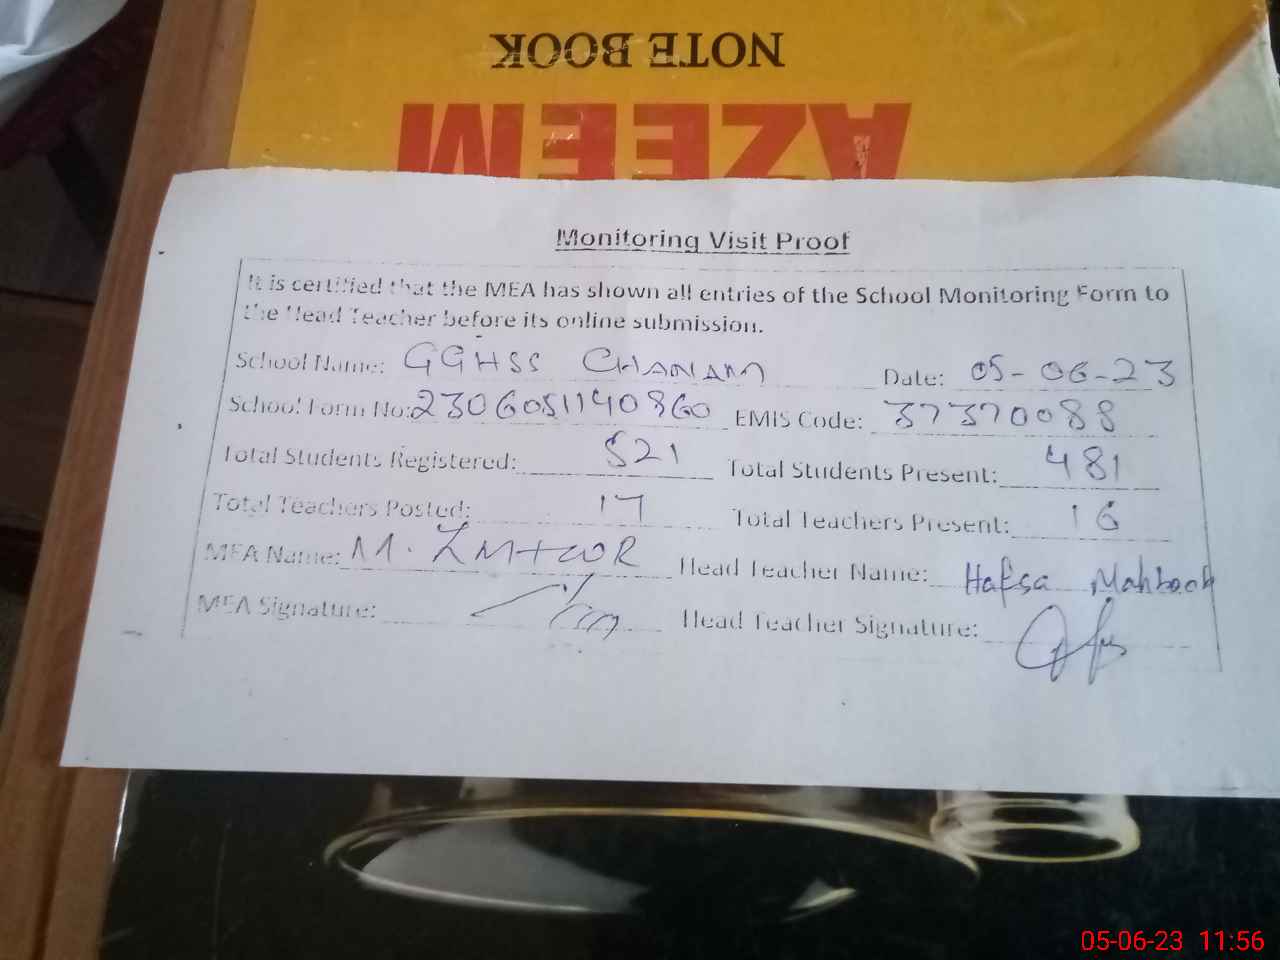 NOTE BOOK
AZEEM
Monitoring Visit Proof
It is certified that the MEA has shown all entries of the School Monitoring Form to
the Head Teacher before its online submission.
School Name: GGHSS CHANAM Date: 05-06-23
School Form No: 2306051140860 EMIS Code: 37370088
Total Students Registered: 521 Total Students Present: 481
Total Teachers Posted: 17 Total Teachers Present: 16
MEA Name: M. Head Teacher Name: Hafsa Mahboob
MEA Signature: Head Teacher Signature:
05-06-23 11:56